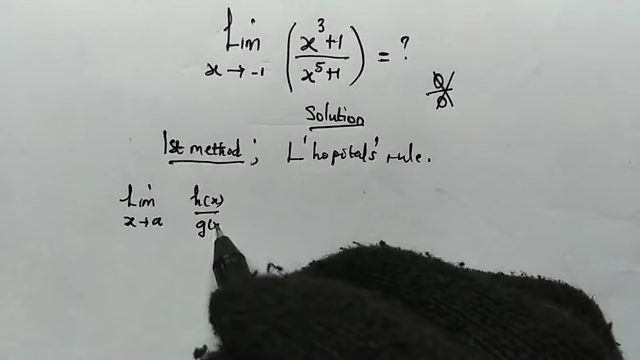 Lim x→-1 (x³+1 / x⁵+1) = ?
0/0
Solution
1st method; L'hopital's rule.
Lim x→a h(x) / g(